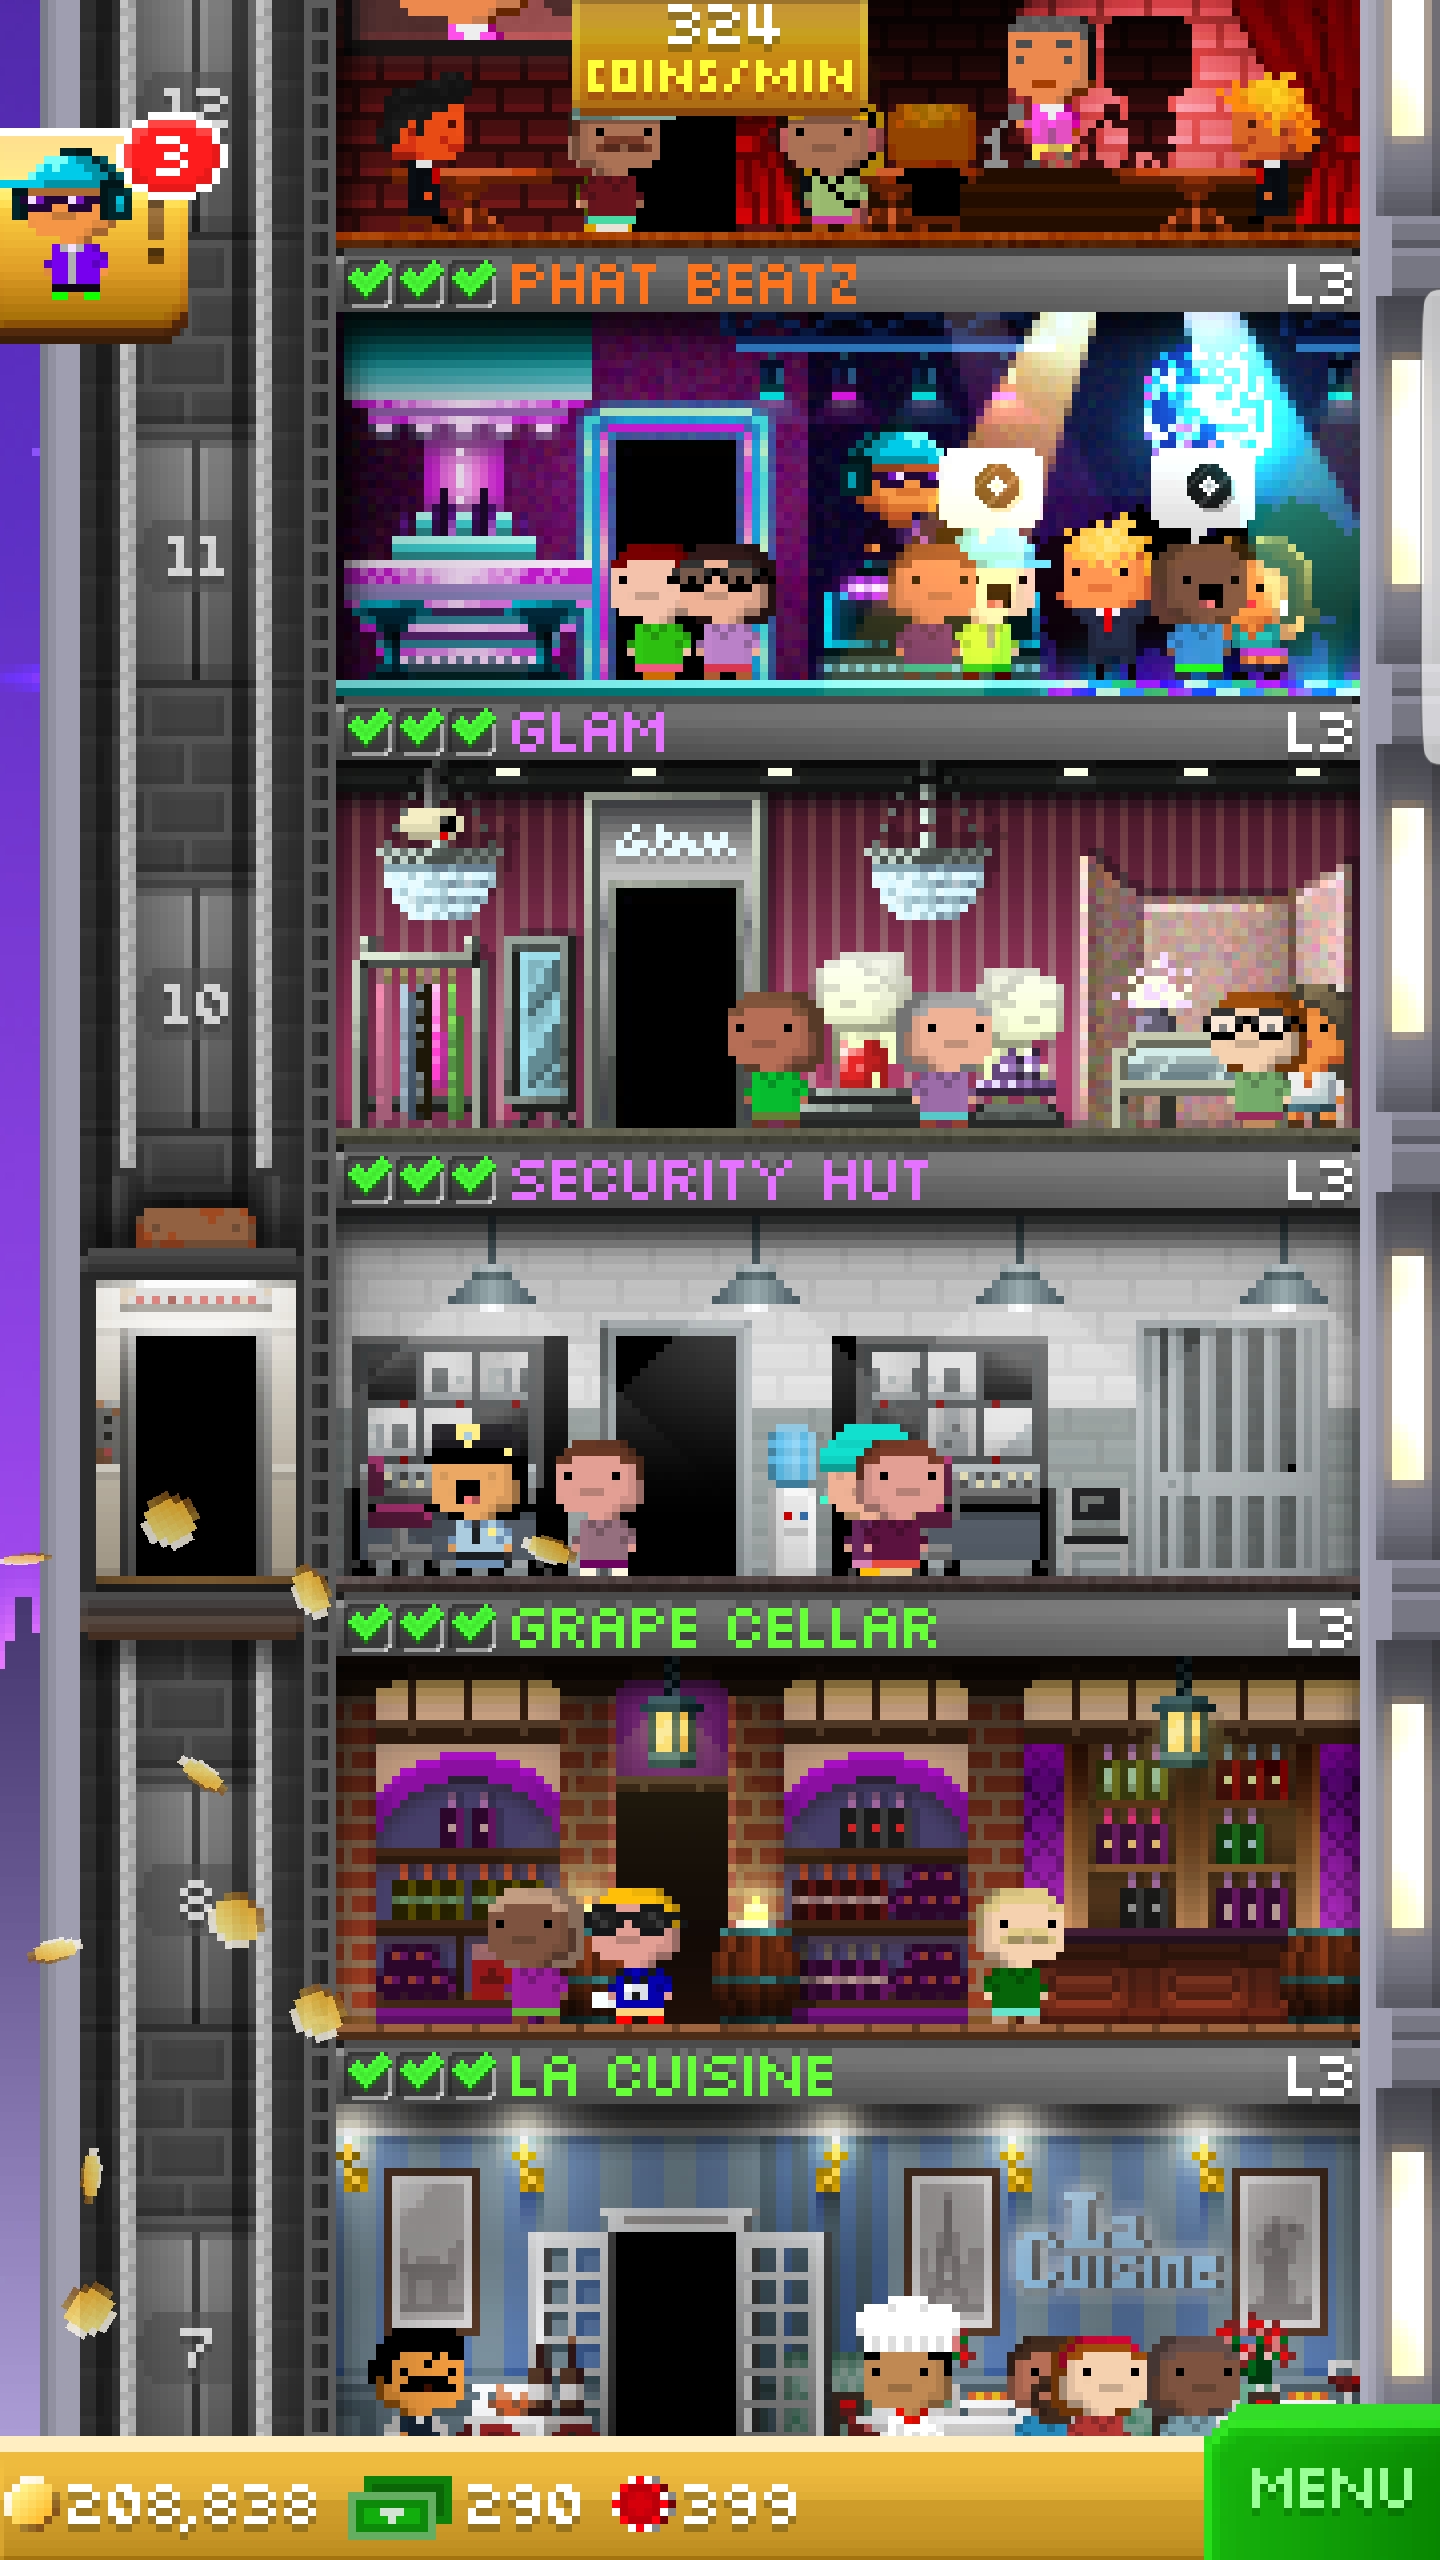 324
COINS/MIN
12
3
PHAT BEATZ L3
11
GLAM L3
Glam
10
SECURITY HUT L3
GRAPE CELLAR L3
8
LA CUISINE L3
La
Cuisine
7
208,838 290 399
MENU